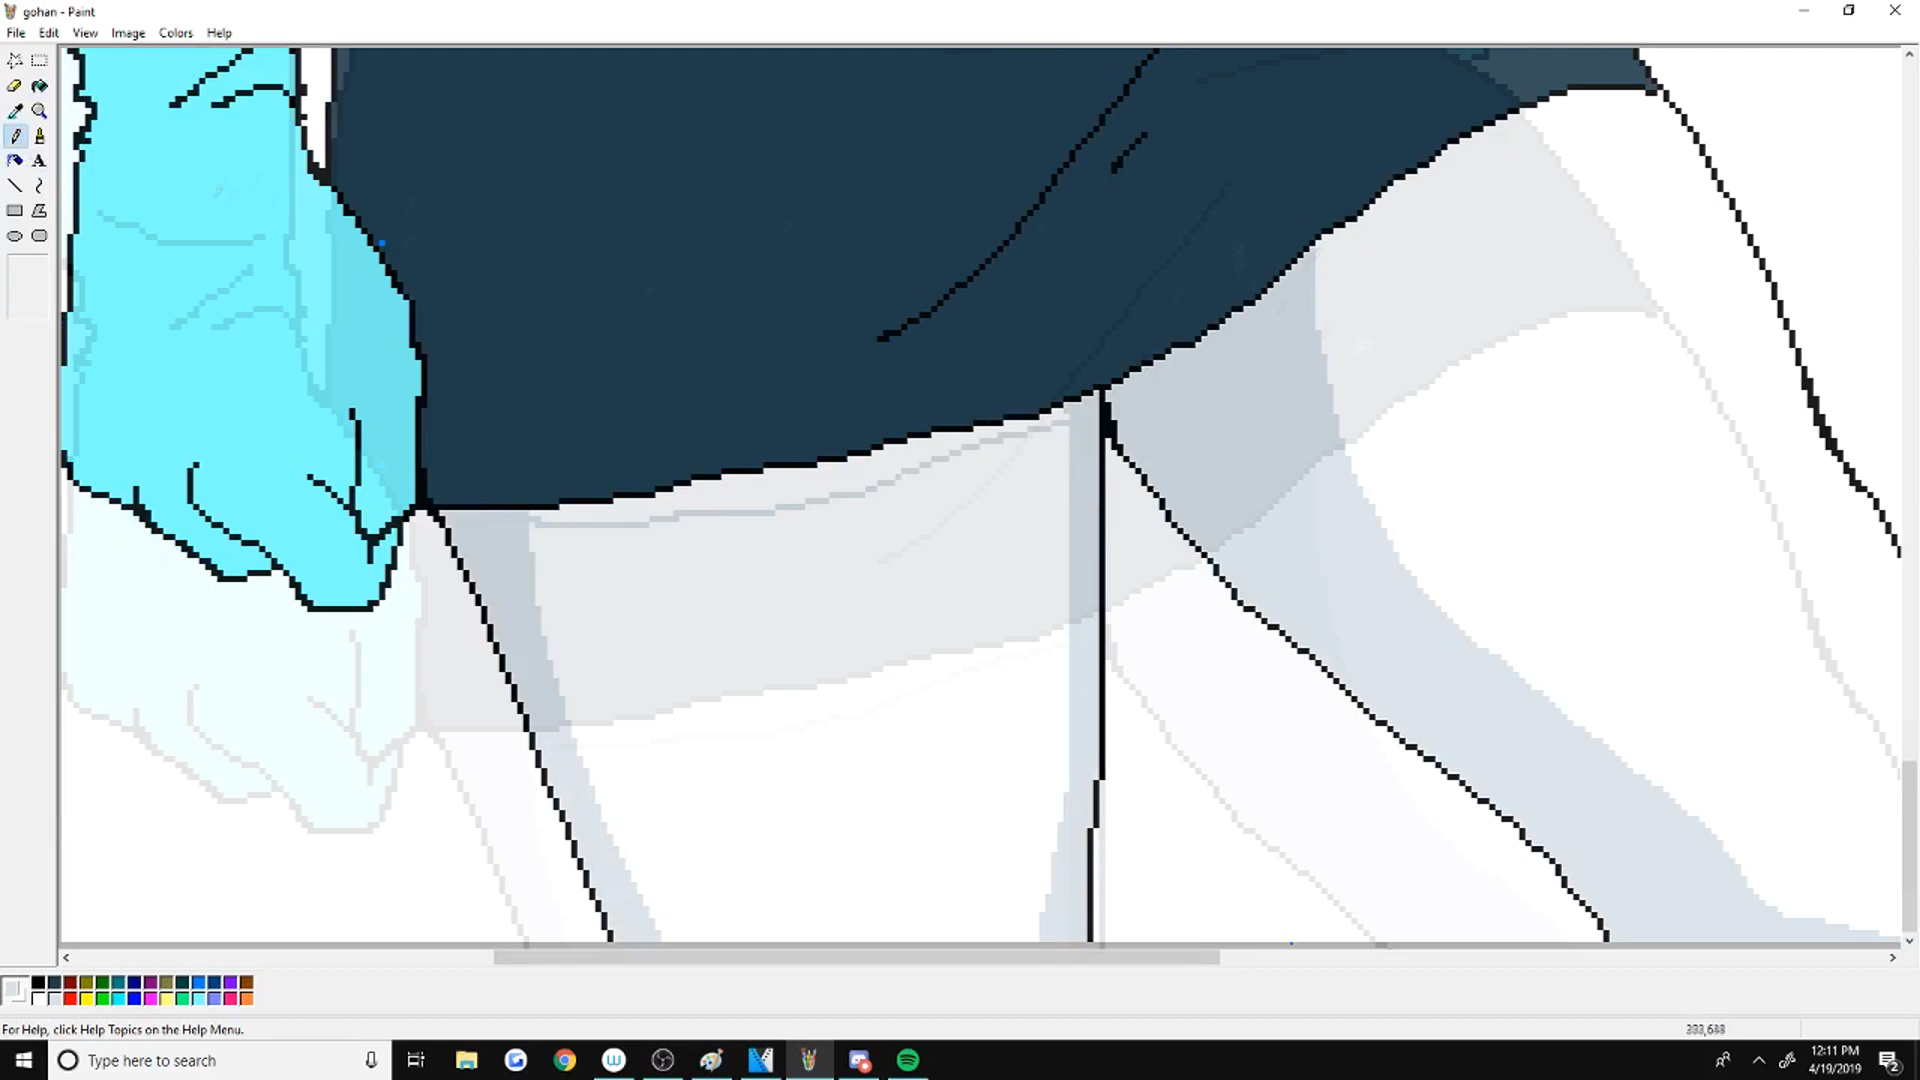 gohan - Paint
File Edit View Image Colors Help
A
For Help, click Help Topics on the Help Menu.
Type here to search
12:11 PM
4/19/2019
2